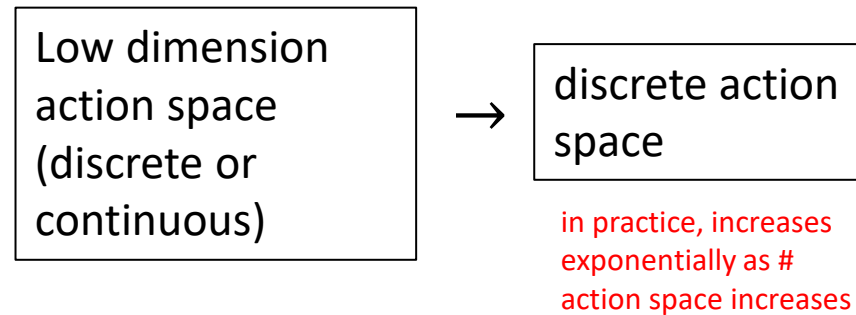 Low dimension
action space
(discrete or
continuous)
→
discrete action
space
in practice, increases
exponentially as #
action space increases